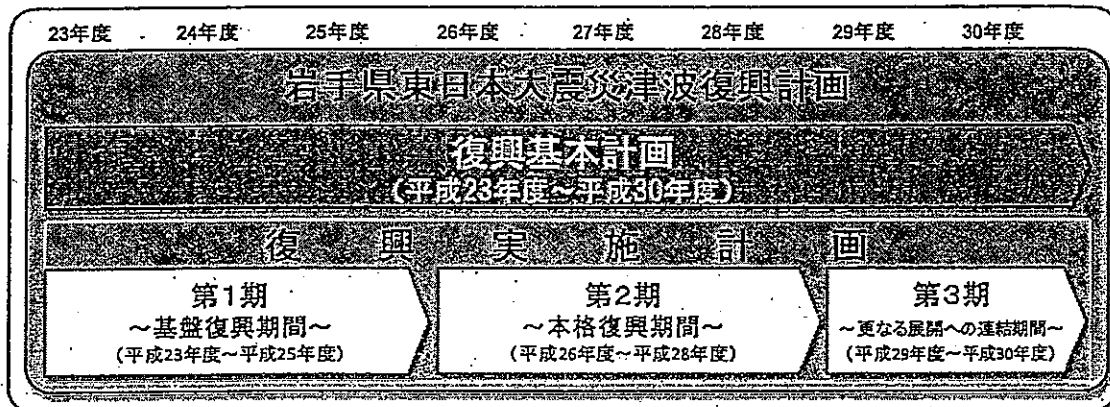 23年度 24年度 25年度 26年度 27年度 28年度 29年度 30年度
岩手県東日本大震災津波復興計画
復興基本計画
(平成23年度～平成30年度)
復興実施計画
第1期
～基盤復興期間～
(平成23年度～平成25年度)
第2期
～本格復興期間～
(平成26年度～平成28年度)
第3期
～更なる展開への連結期間～
(平成29年度～平成30年度)